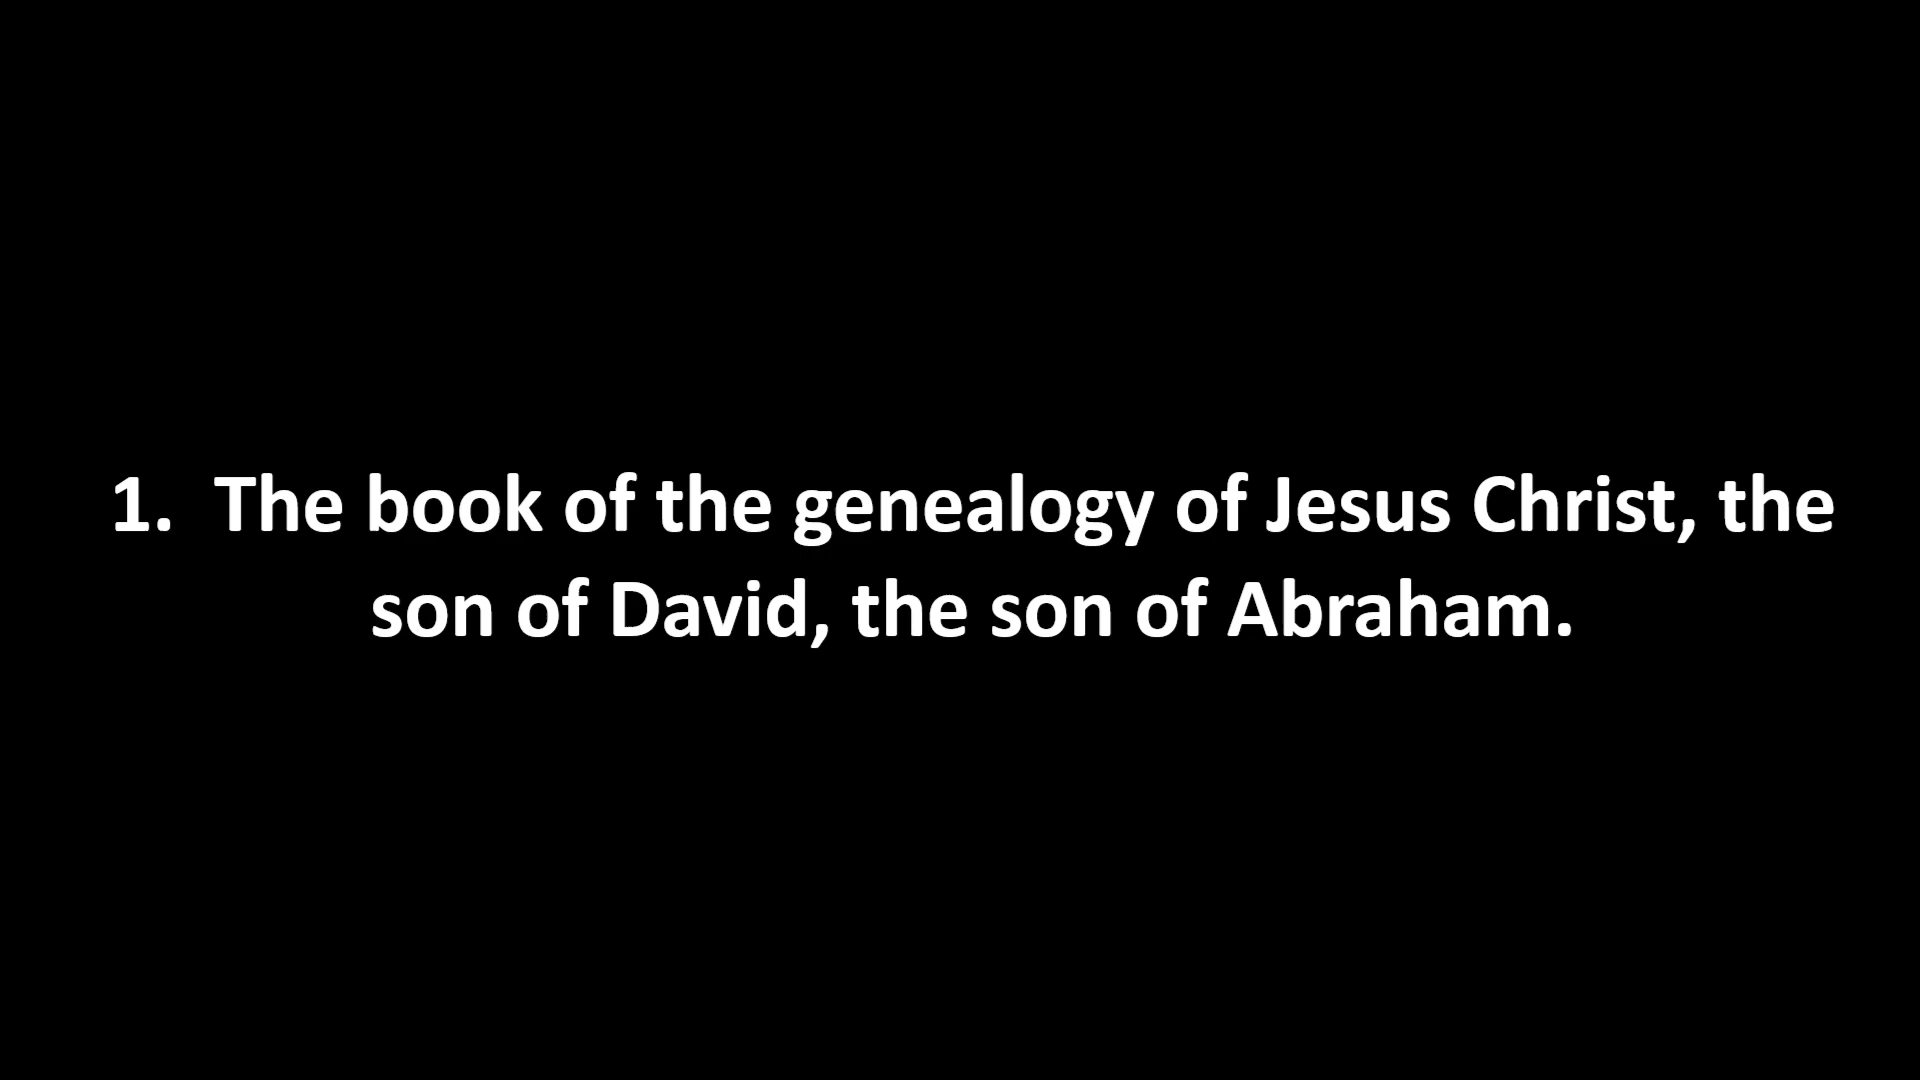 1.  The book of the genealogy of Jesus Christ, the
son of David, the son of Abraham.